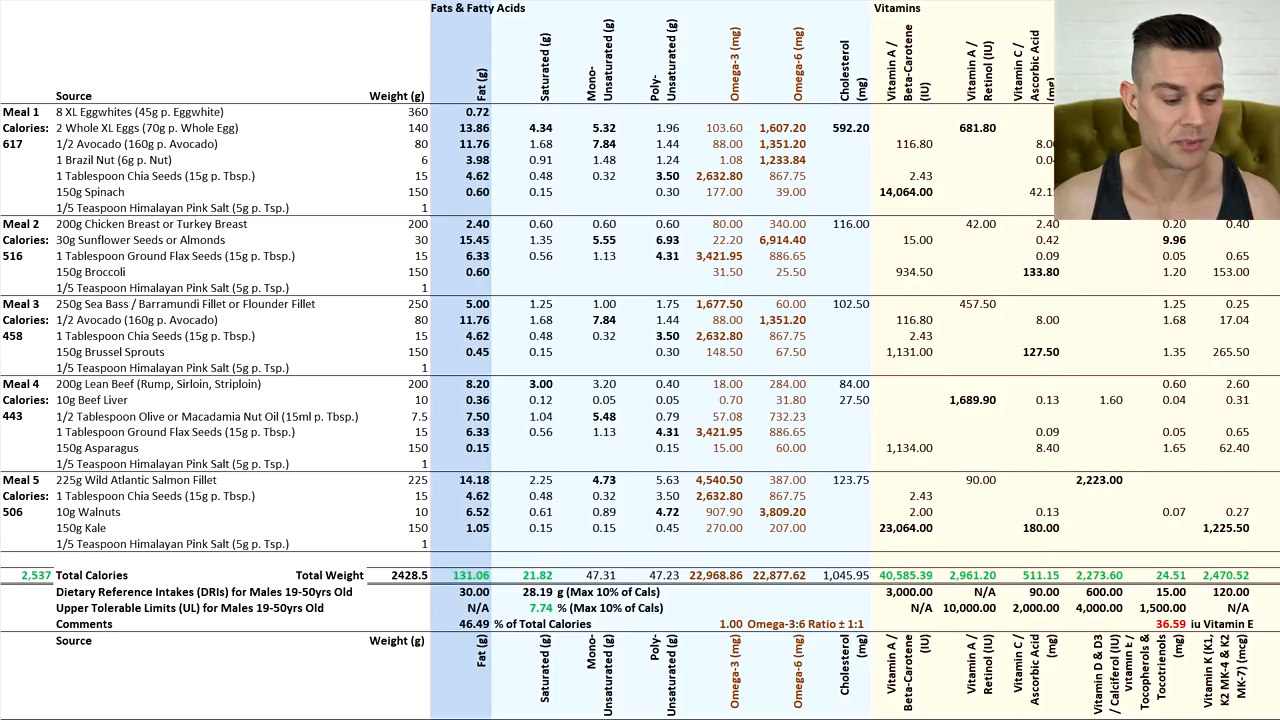 Fats & Fatty Acids Vitamins
Source Weight (g) Fat (g) Saturated (g) Mono-Unsaturated (g) Poly-Unsaturated (g) Omega-3 (mg) Omega-6 (mg) Cholesterol (mg) Vitamin A / Beta-Carotene (IU) Vitamin A / Retinol (IU) Vitamin C / Ascorbic Acid (mg)
Meal 1 8 XL Eggwhites (45g p. Eggwhite) 360 0.72
Calories: 2 Whole XL Eggs (70g p. Whole Egg) 140 13.86 4.34 5.32 1.96 103.60 1,607.20 592.20 681.80
617 1/2 Avocado (160g p. Avocado) 80 11.76 1.68 7.84 1.44 88.00 1,351.20 116.80 8.0
1 Brazil Nut (6g p. Nut) 6 3.98 0.91 1.48 1.24 1.08 1,233.84 0.0
1 Tablespoon Chia Seeds (15g p. Tbsp.) 15 4.62 0.48 0.32 3.50 2,632.80 867.75 2.43
150g Spinach 150 0.60 0.15 0.30 177.00 39.00 14,064.00 42.1
1/5 Teaspoon Himalayan Pink Salt (5g p. Tsp.) 1
Meal 2 200g Chicken Breast or Turkey Breast 200 2.40 0.60 0.60 0.60 80.00 340.00 116.00 42.00 2.40 0.20 0.40
Calories: 30g Sunflower Seeds or Almonds 30 15.45 1.35 5.55 6.93 22.20 6,914.40 15.00 0.42 9.96
516 1 Tablespoon Ground Flax Seeds (15g p. Tbsp.) 15 6.33 0.56 1.13 4.31 3,421.95 886.65 0.09 0.05 0.65
150g Broccoli 150 0.60 31.50 25.50 934.50 133.80 1.20 153.00
1/5 Teaspoon Himalayan Pink Salt (5g p. Tsp.) 1
Meal 3 250g Sea Bass / Barramundi Fillet or Flounder Fillet 250 5.00 1.25 1.00 1.75 1,677.50 60.00 102.50 457.50 1.25 0.25
Calories: 1/2 Avocado (160g p. Avocado) 80 11.76 1.68 7.84 1.44 88.00 1,351.20 116.80 8.00 1.68 17.04
458 1 Tablespoon Chia Seeds (15g p. Tbsp.) 15 4.62 0.48 0.32 3.50 2,632.80 867.75 2.43
150g Brussel Sprouts 150 0.45 0.15 0.30 148.50 67.50 1,131.00 127.50 1.35 265.50
1/5 Teaspoon Himalayan Pink Salt (5g p. Tsp.) 1
Meal 4 200g Lean Beef (Rump, Sirloin, Striploin) 200 8.20 3.00 3.20 0.40 18.00 284.00 84.00 0.60 2.60
Calories: 10g Beef Liver 10 0.36 0.12 0.05 0.05 0.70 31.80 27.50 1,689.90 0.13 1.60 0.04 0.31
443 1/2 Tablespoon Olive or Macadamia Nut Oil (15ml p. Tbsp.) 7.5 7.50 1.04 5.48 0.79 57.08 732.23
1 Tablespoon Ground Flax Seeds (15g p. Tbsp.) 15 6.33 0.56 1.13 4.31 3,421.95 886.65 0.09 0.05 0.65
150g Asparagus 150 0.15 0.15 15.00 60.00 1,134.00 8.40 1.65 62.40
1/5 Teaspoon Himalayan Pink Salt (5g p. Tsp.) 1
Meal 5 225g Wild Atlantic Salmon Fillet 225 14.18 2.25 4.73 5.63 4,540.50 387.00 123.75 90.00 2,223.00
Calories: 1 Tablespoon Chia Seeds (15g p. Tbsp.) 15 4.62 0.48 0.32 3.50 2,632.80 867.75 2.43
506 10g Walnuts 10 6.52 0.89 0.89 4.72 907.90 3,809.20 2.00 0.13 0.07 0.27
150g Kale 150 1.05 0.15 0.15 0.45 270.00 207.00 23,064.00 180.00 1,225.50
1/5 Teaspoon Himalayan Pink Salt (5g p. Tsp.) 1
2,537 Total Calories Total Weight 2428.5 131.06 21.82 47.31 47.23 22,968.86 22,877.62 1,045.95 40,585.39 2,961.20 511.15 2,273.60 24.51 2,470.52
Dietary Reference Intakes (DRIs) for Males 19-50yrs Old 30.00 28.19 g (Max 10% of Cals) 3,000.00 N/A 90.00 600.00 15.00 120.00
Upper Tolerable Limits (UL) for Males 19-50yrs Old N/A 7.74 % (Max 10% of Cals) N/A 10,000.00 2,000.00 4,000.00 1,500.00 N/A
Comments 46.49 % of Total Calories 1.00 Omega-3:6 Ratio ± 1:1 36.59 iu Vitamin E
Source Weight (g) Fat (g) Saturated (g) Mono-Unsaturated (g) Poly-Unsaturated (g) Omega-3 (mg) Omega-6 (mg) Cholesterol (mg) Vitamin A / Beta-Carotene (IU) Vitamin A / Retinol (IU) Vitamin C / Ascorbic Acid (mg) Vitamin D & D3 / Calciferol (IU) Vitamin E / Tocopherols & Tocotrienols (mg) Vitamin K (K1, K2 MK-4 & K2 MK-7) (mcg)